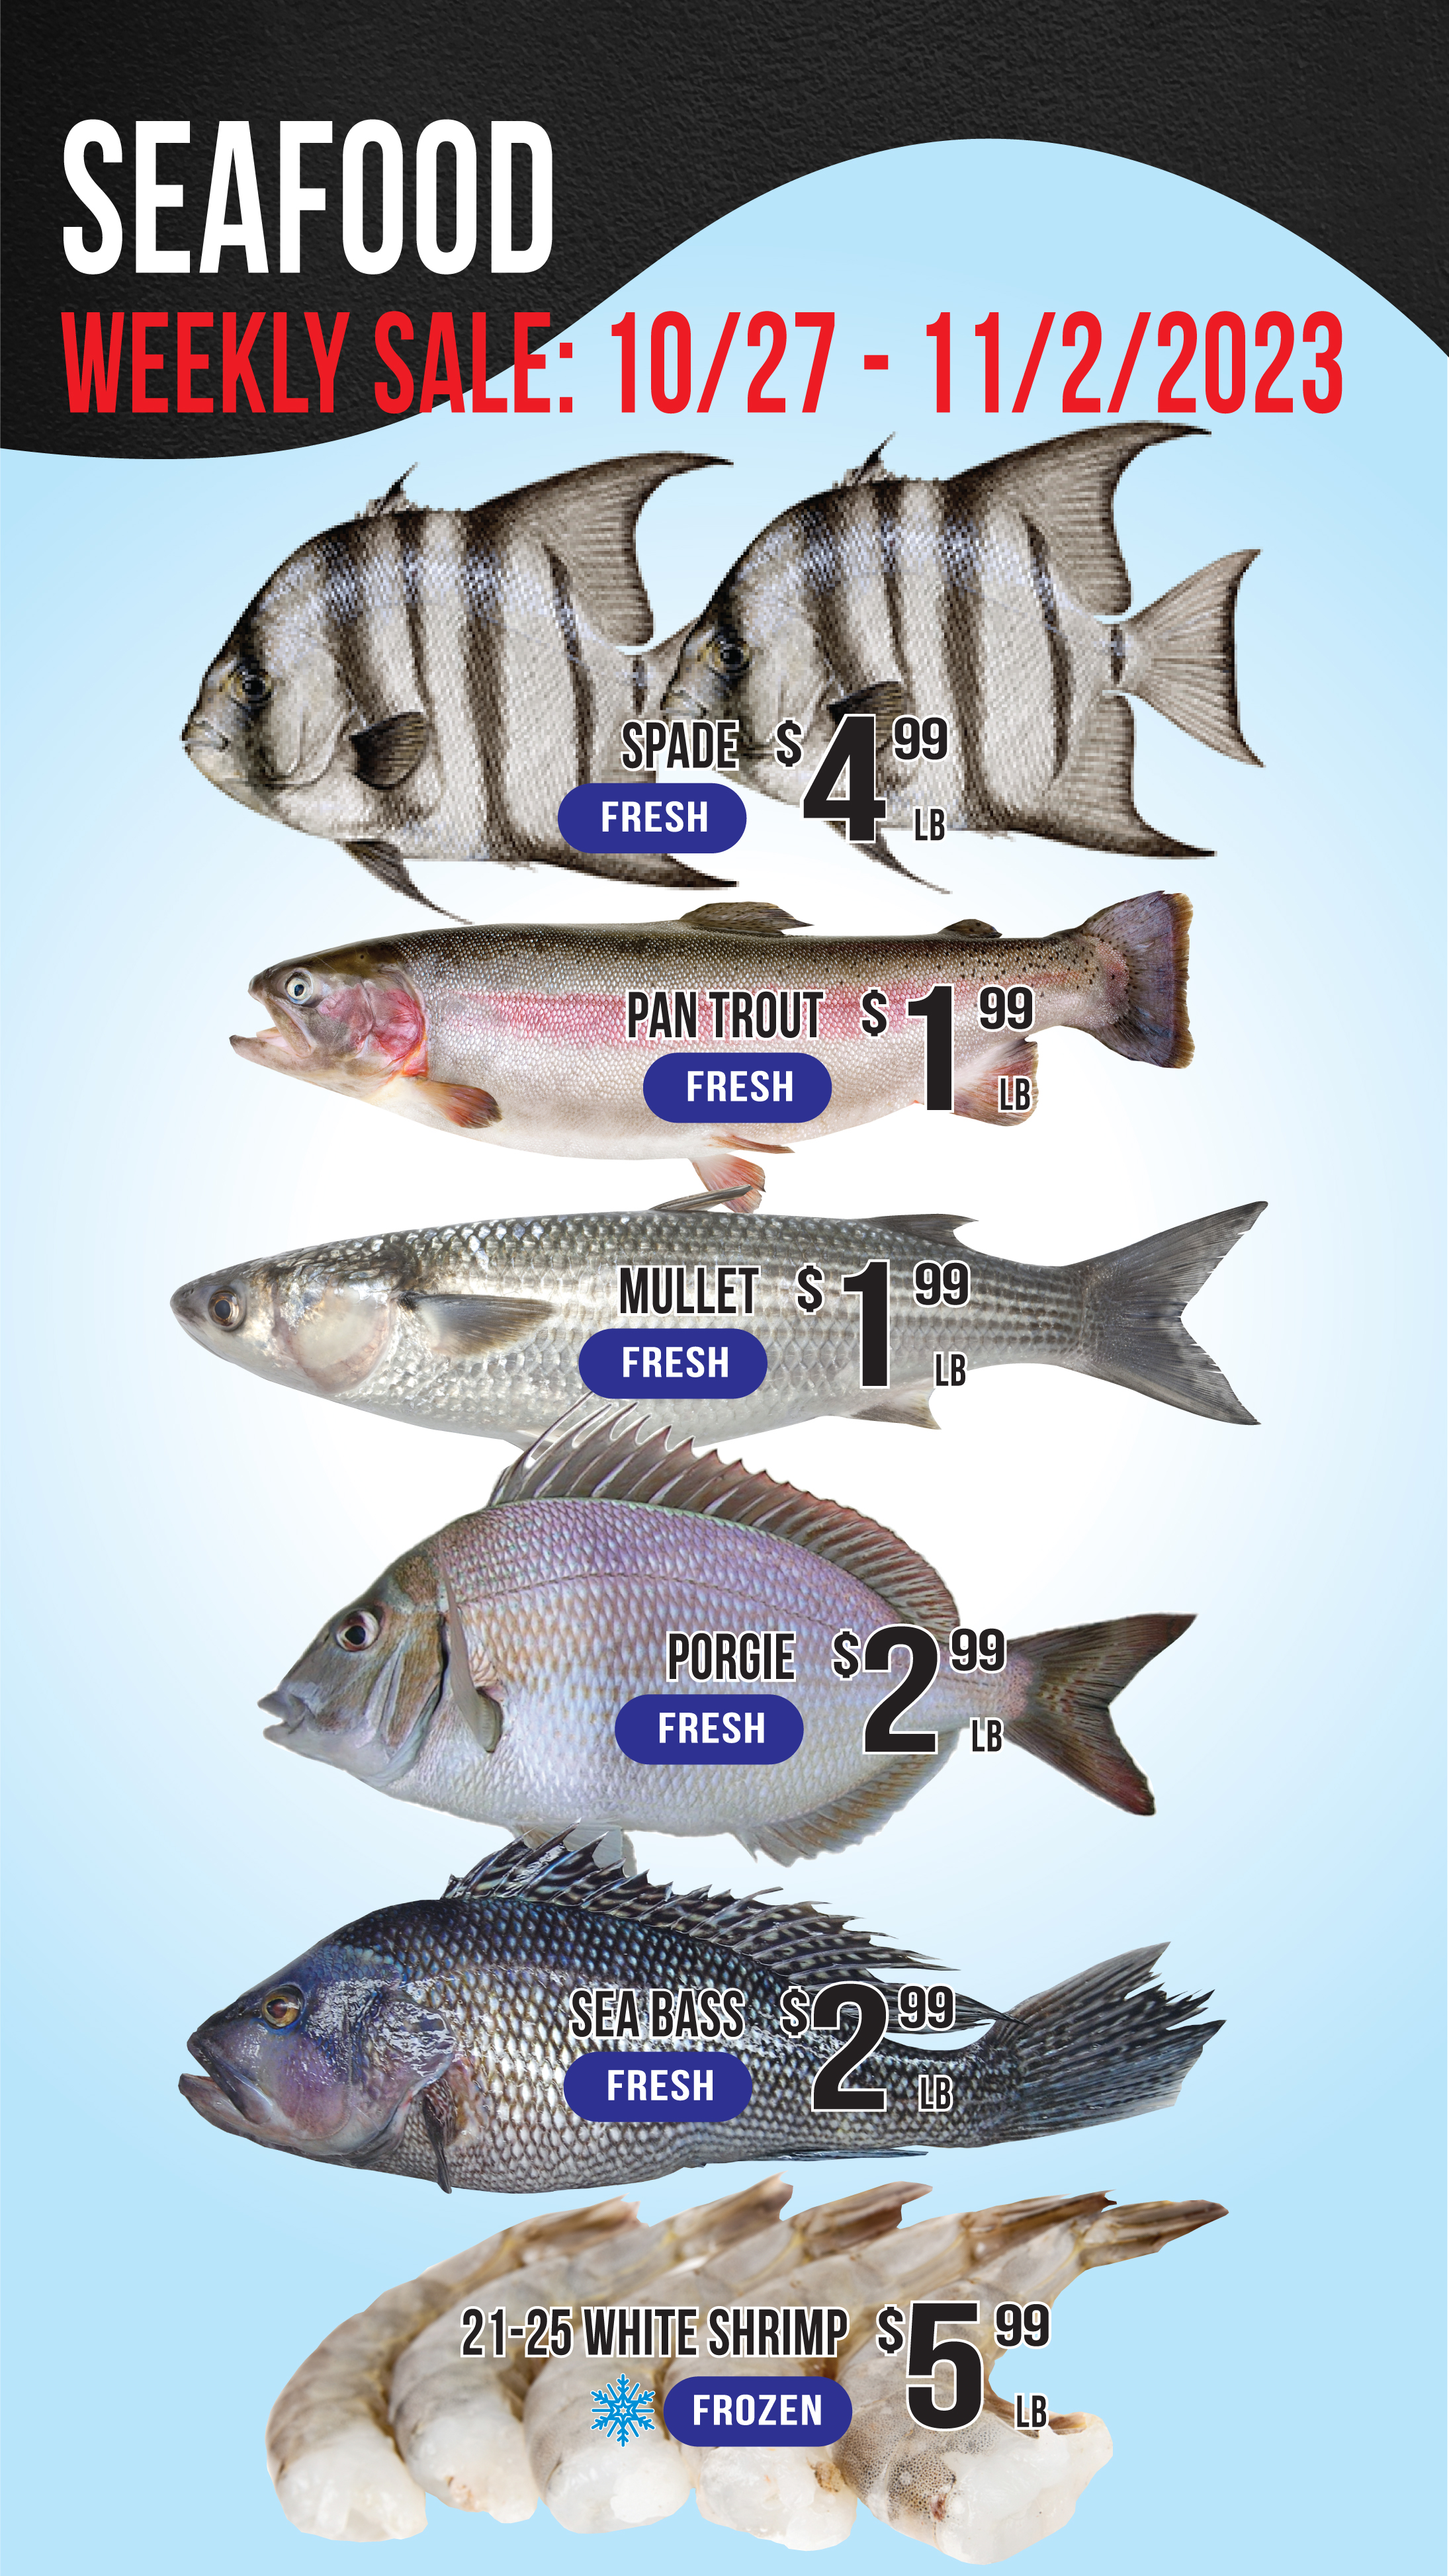 SEAFOOD
WEEKLY SALE: 10/27 - 11/2/2023
SPADE $4 99
FRESH LB
PAN TROUT $1 99
FRESH LB
MULLET $1 99
FRESH LB
PORGIE $2 99
FRESH LB
SEA BASS $2 99
FRESH LB
21-25 WHITE SHRIMP $5 99
FROZEN LB